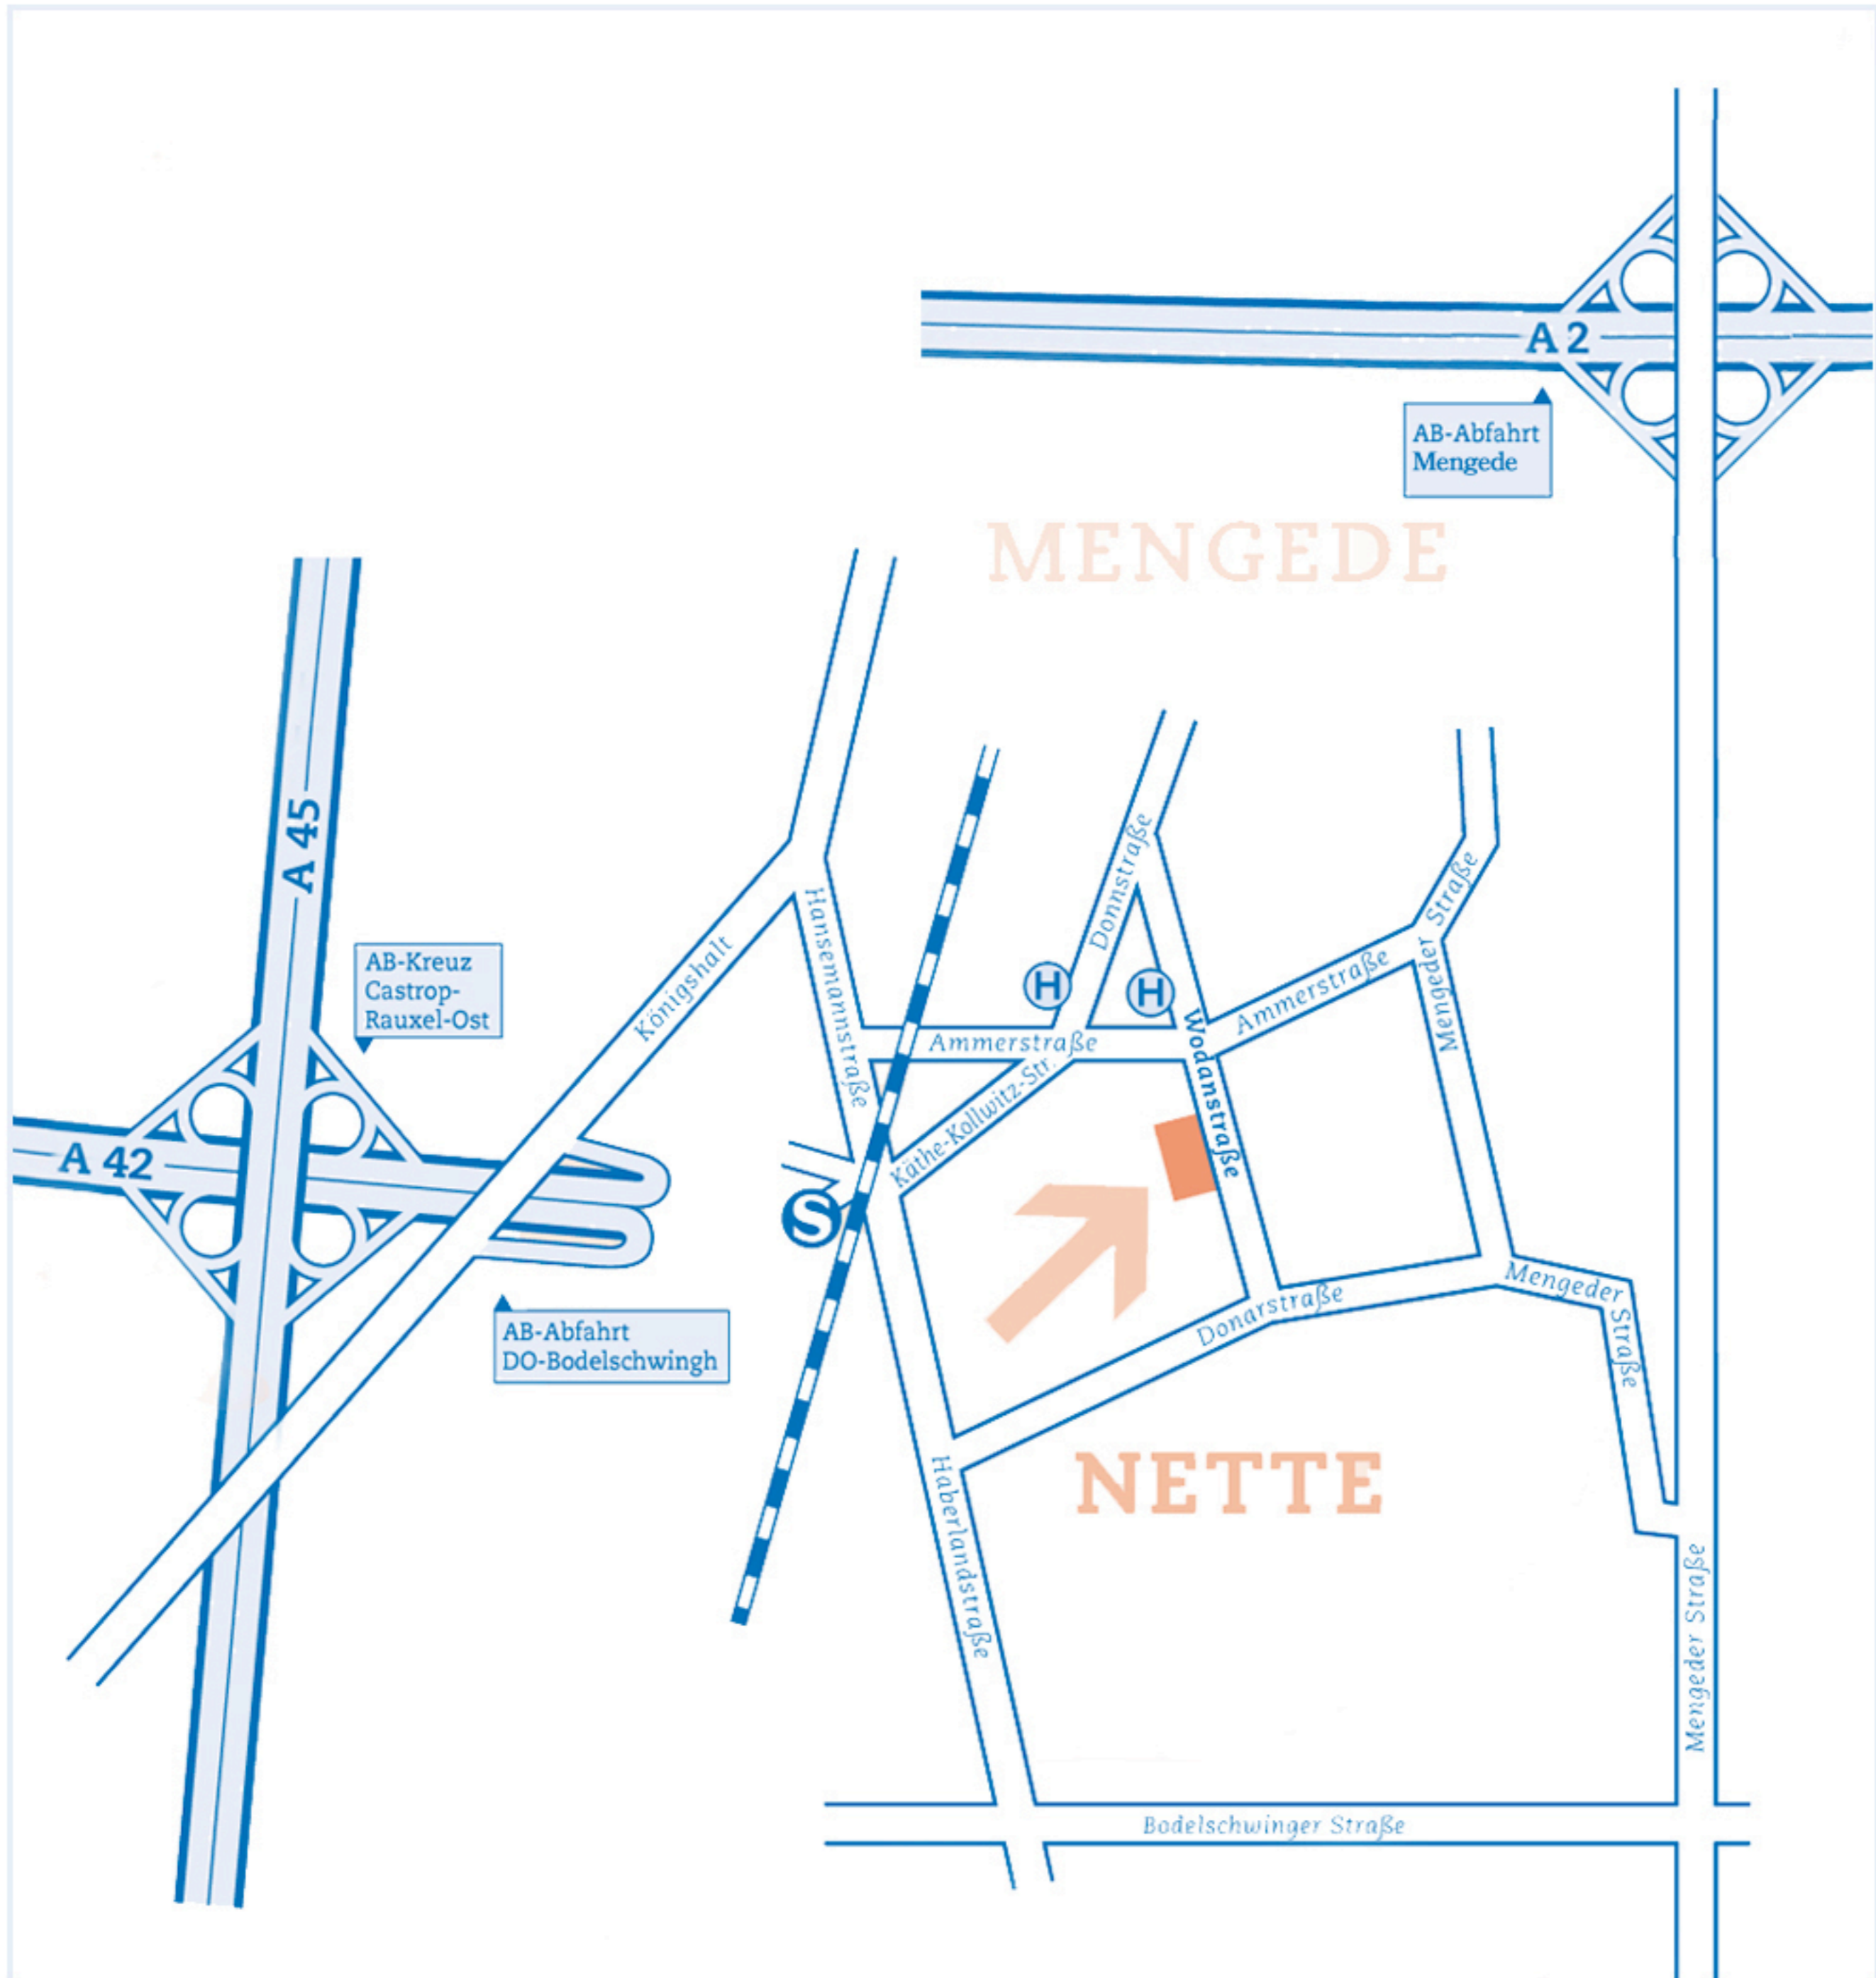 A 2
AB-Abfahrt
Mengede
MENGEDE
A 45
Donnstraße
Mengeder Straße
Hansemannstraße
Königshalt
AB-Kreuz
Castrop-
Rauxel-Ost
H
H
Ammerstraße
Ammerstraße
Wodanstraße
Käthe-Kollwitz-Str.
A 42
S
Mengeder Straße
Donarstraße
AB-Abfahrt
DO-Bodelschwingh
NETTE
Haberlandstraße
Mengeder Straße
Bodelschwinger Straße